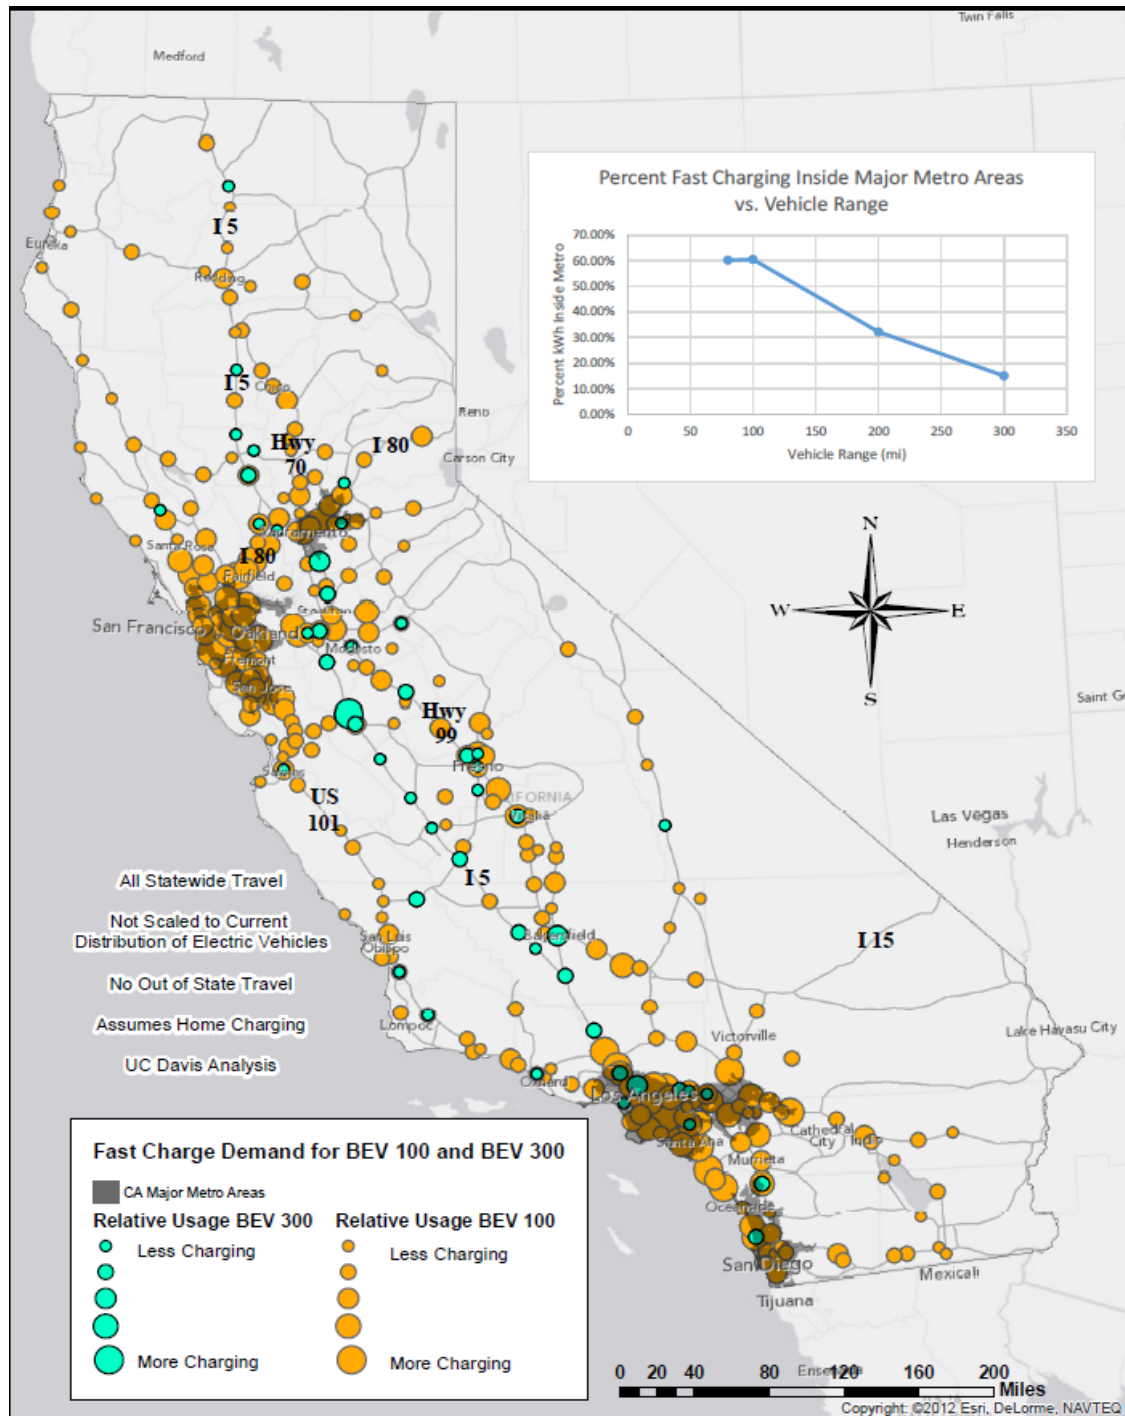 Twin Falls
Medford
Percent Fast Charging Inside Major Metro Areas
vs. Vehicle Range
70.00%
60.00%
50.00%
40.00%
30.00%
20.00%
10.00%
0.00%
Percent kWh Inside Metro
0 50 100 150 200 250 300 350
Vehicle Range (mi)
I 5
Eureka
Redding
I 5
Chico
Reno
Hwy
70
I 80
Carson City
N
W E
S
Sacramento
Santa Rosa
I 80
Fairfield
Stockton
San Francisco
Oakland
Modesto
Fremont
San Jose
Saint G
Hwy
99
Fresno
Salinas
US
101
CALIFORNIA
Visalia
Las Vegas
Henderson
I 5
All Statewide Travel
Not Scaled to Current
Distribution of Electric Vehicles
No Out of State Travel
Assumes Home Charging
UC Davis Analysis
San Luis
Obispo
Bakersfield
I 15
Lompoc
Victorville
Lake Havasu City
Oxnard
Los Angeles
Santa Ana
Cathedral
City
Indio
Murrieta
Oceanside
San Diego
Mexicali
Tijuana
Ensenada
Fast Charge Demand for BEV 100 and BEV 300
CA Major Metro Areas
Relative Usage BEV 300
Less Charging
More Charging
Relative Usage BEV 100
Less Charging
More Charging
0 20 40 80 120 160 200
Miles
Copyright: ©2012 Esri, DeLorme, NAVTEQ